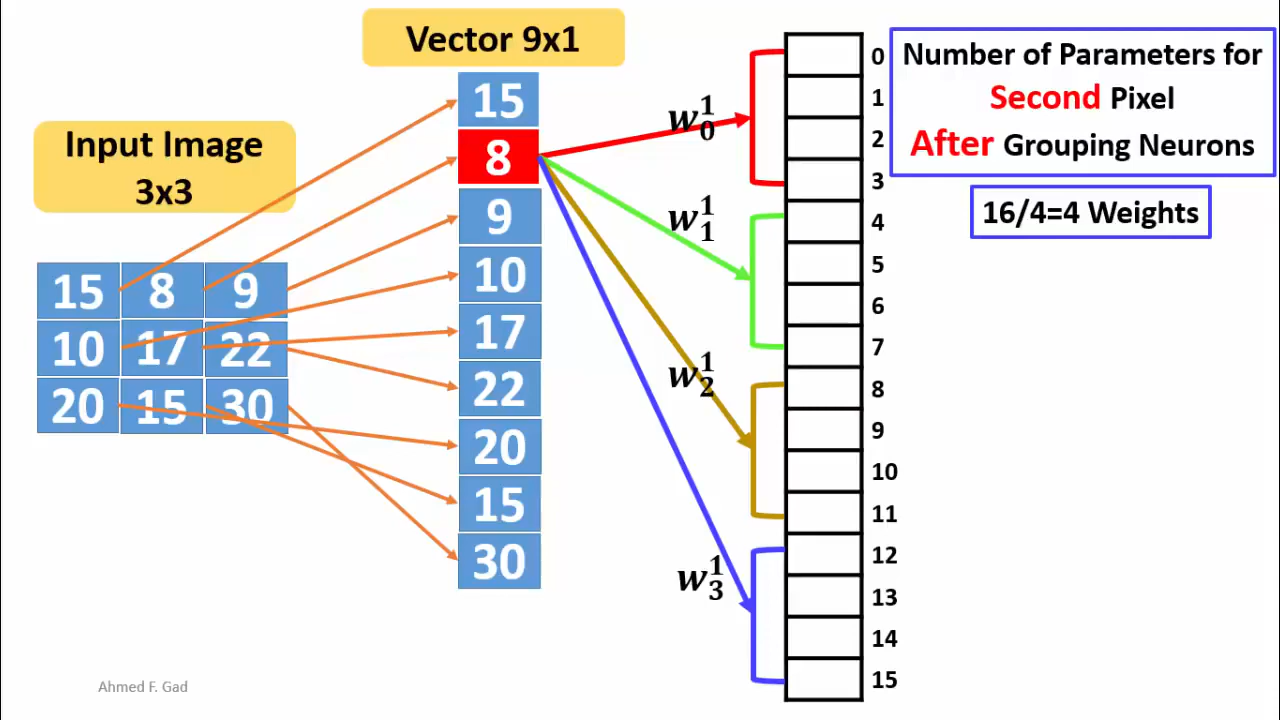 Vector 9x1
Input Image
3x3
15 8 9
10 17 22
20 15 30
15
8
9
10
17
22
20
15
30
w₀¹
w₁¹
w₂¹
w₃¹
0
1
2
3
4
5
6
7
8
9
10
11
12
13
14
15
Number of Parameters for
Second Pixel
After Grouping Neurons
16/4=4 Weights
Ahmed F. Gad